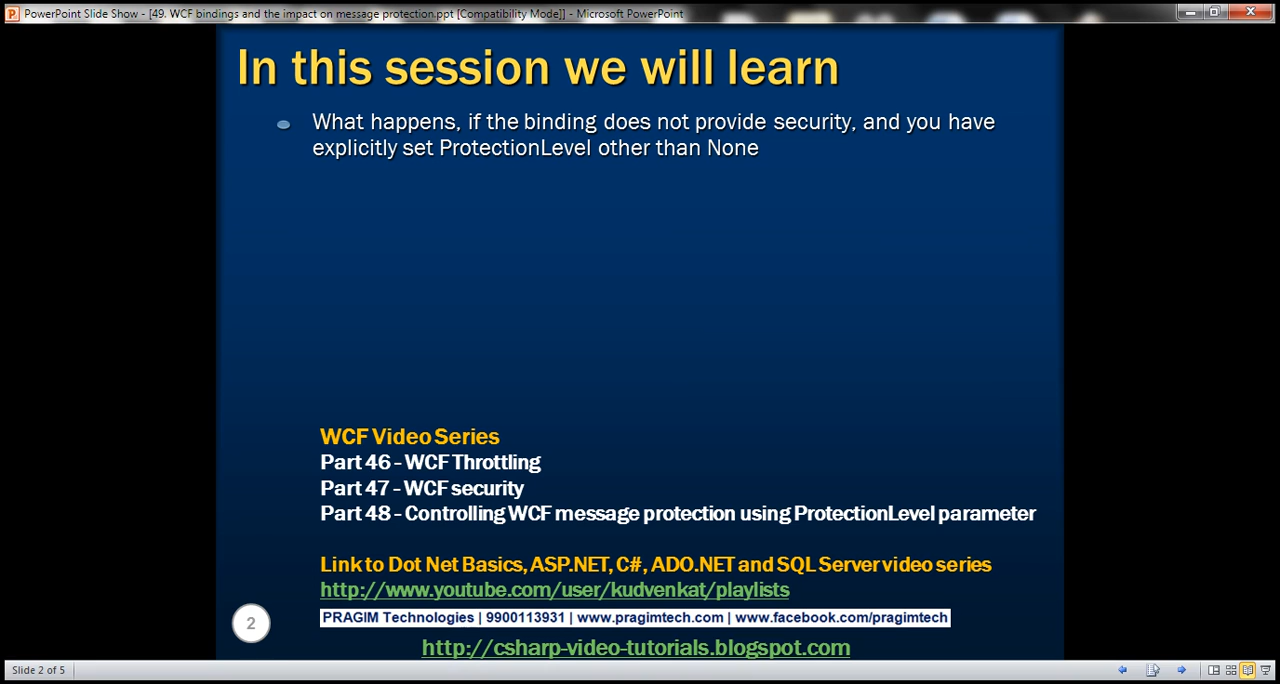 PowerPoint Slide Show - [49. WCF bindings and the impact on message protection.ppt [Compatibility Mode]] - Microsoft PowerPoint
In this session we will learn
What happens, if the binding does not provide security, and you have
explicitly set ProtectionLevel other than None
WCF Video Series
Part 46 - WCF Throttling
Part 47 - WCF security
Part 48 - Controlling WCF message protection using ProtectionLevel parameter
Link to Dot Net Basics, ASP.NET, C#, ADO.NET and SQL Server video series
http://www.youtube.com/user/kudvenkat/playlists
PRAGIM Technologies | 9900113931 | www.pragimtech.com | www.facebook.com/pragimtech
2
http://csharp-video-tutorials.blogspot.com
Slide 2 of 5